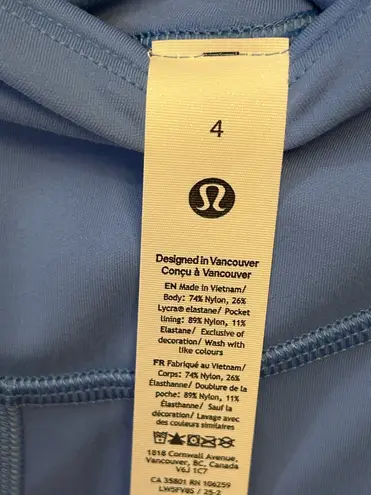 4
Designed in Vancouver
Conçu à Vancouver
EN Made in Vietnam/
Body: 74% Nylon, 26%
Lycra® elastane/ Pocket
lining: 89% Nylon, 11%
Elastane/ Exclusive of
decoration/ Wash with
like colours
FR Fabriqué au Vietnam/
Corps: 74% Nylon, 26%
Élasthanne/ Doublure de la
poche: 89% Nylon, 11%
Élasthanne/ Sauf la
décoration/ Lavage avec
des couleurs similaires
1818 Cornwall Avenue,
Vancouver, BC, Canada
V6J 1C7
CA 35801 RN 106259
LW5FV8S / 25-2